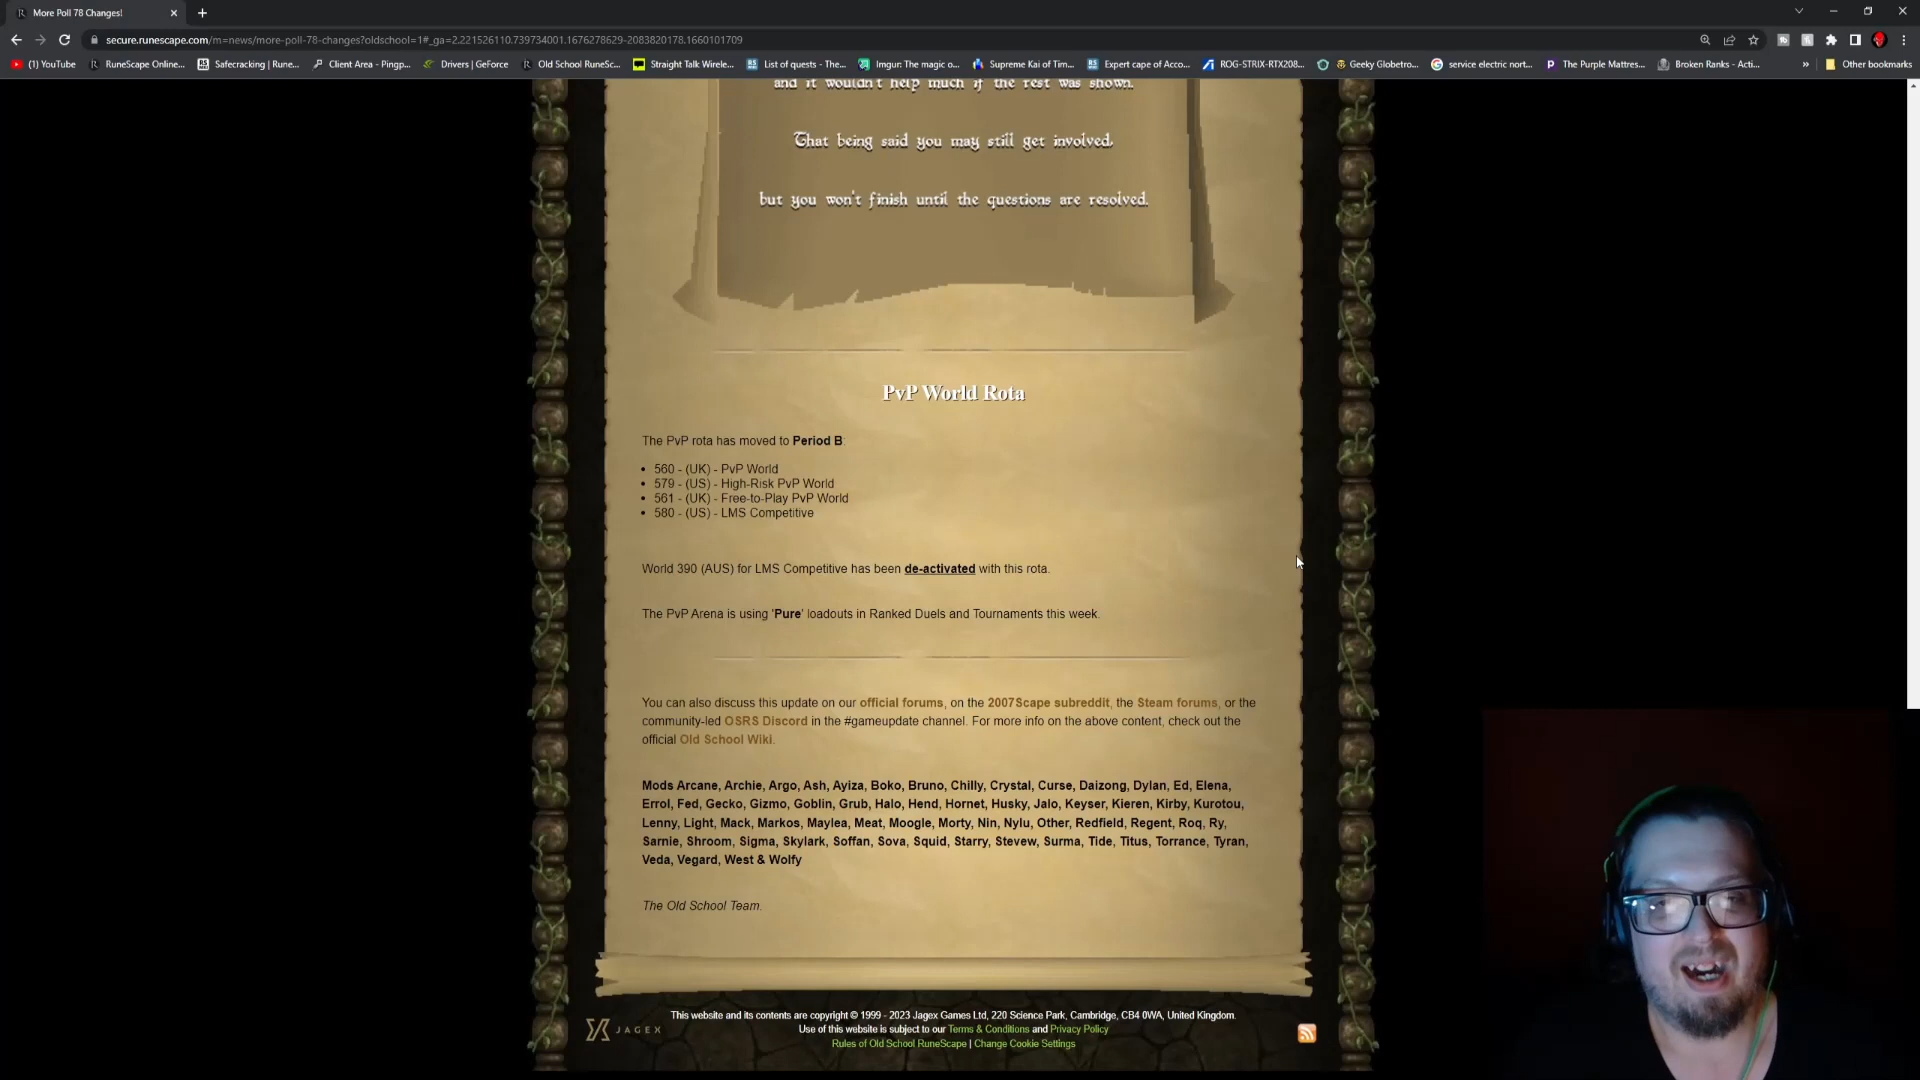 More Poll 78 Changes!
secure.runescape.com/m=news/more-poll-78-changes?oldschool=1#_ga=2.221526110.739734001.1676278629-2083820178.1660101709
(1) YouTube
RuneScape Online...
Safecracking | Rune...
Client Area - Pingp...
Drivers | GeForce
Old School RuneSc...
Straight Talk Wirele...
List of quests - The...
Imgur: The magic o...
Supreme Kai of Tim...
Expert cape of Acco...
ROG-STRIX-RTX208...
Geeky Globetro...
service electric nort...
The Purple Mattres...
Broken Ranks - Acti...
»
Other bookmarks
and it wouldn't help much if the rest was shown.
That being said you may still get involved,
but you won't finish until the questions are resolved.
PvP World Rota
The PvP rota has moved to Period B:
• 560 - (UK) - PvP World
• 579 - (US) - High-Risk PvP World
• 561 - (UK) - Free-to-Play PvP World
• 580 - (US) - LMS Competitive
World 390 (AUS) for LMS Competitive has been de-activated with this rota.
The PvP Arena is using 'Pure' loadouts in Ranked Duels and Tournaments this week.
You can also discuss this update on our official forums, on the 2007Scape subreddit, the Steam forums, or the
community-led OSRS Discord in the #gameupdate channel. For more info on the above content, check out the
official Old School Wiki.
Mods Arcane, Archie, Argo, Ash, Ayiza, Boko, Bruno, Chilly, Crystal, Curse, Daizong, Dylan, Ed, Elena,
Errol, Fed, Gecko, Gizmo, Goblin, Grub, Halo, Hend, Hornet, Husky, Jalo, Keyser, Kieren, Kirby, Kurotou,
Lenny, Light, Mack, Markos, Maylea, Meat, Moogle, Morty, Nin, Nylu, Other, Redfield, Regent, Roq, Ry,
Sarnie, Shroom, Sigma, Skylark, Soffan, Sova, Squid, Starry, Stevew, Surma, Tide, Titus, Torrance, Tyran,
Veda, Vegard, West & Wolfy
The Old School Team.
JAGEX
This website and its contents are copyright © 1999 - 2023 Jagex Games Ltd, 220 Science Park, Cambridge, CB4 0WA, United Kingdom.
Use of this website is subject to our Terms & Conditions and Privacy Policy
Rules of Old School RuneScape | Change Cookie Settings